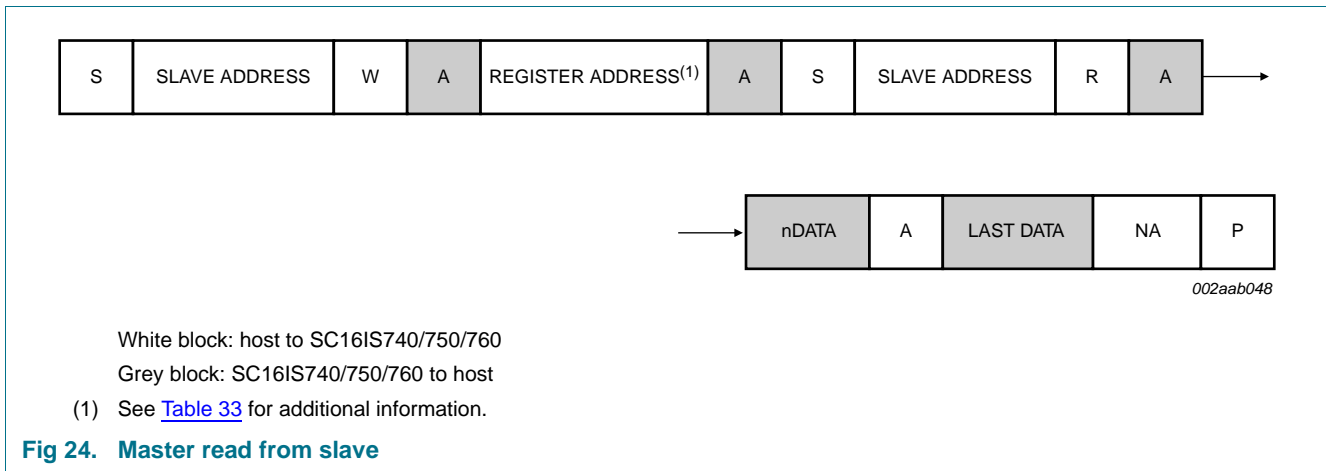 S SLAVE ADDRESS W A REGISTER ADDRESS(1) A S SLAVE ADDRESS R A
nDATA A LAST DATA NA P
002aab048
White block: host to SC16IS740/750/760
Grey block: SC16IS740/750/760 to host
(1) See Table 33 for additional information.
Fig 24. Master read from slave